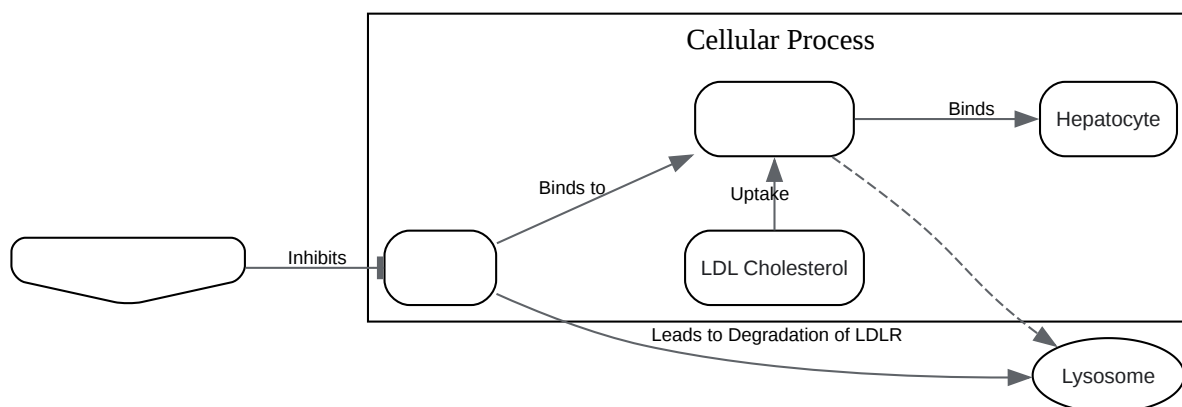 Cellular Process
Binds
Hepatocyte
Binds to
Uptake
Inhibits
LDL Cholesterol
Leads to Degradation of LDLR
Lysosome